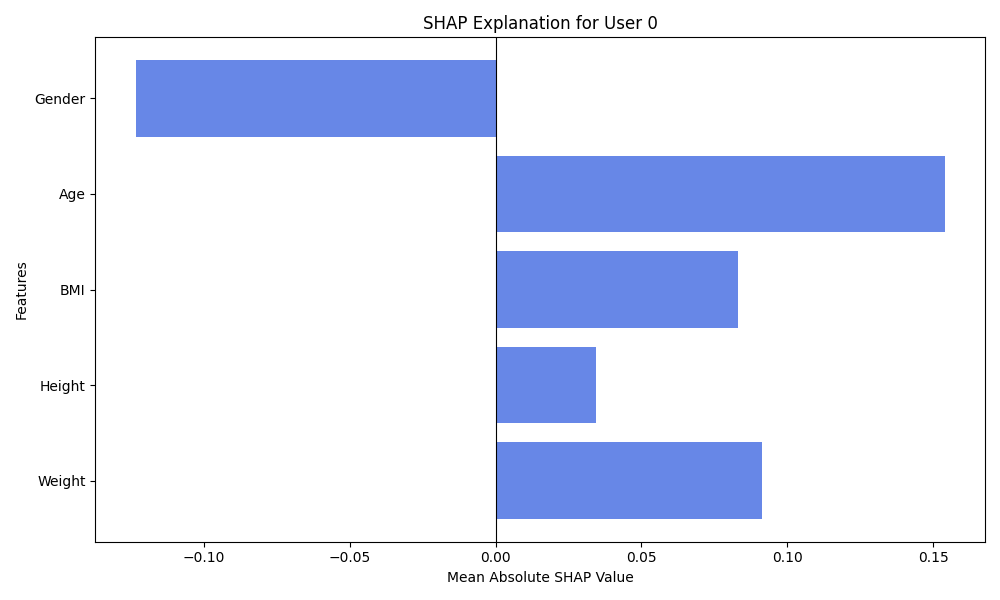 SHAP Explanation for User 0
Gender
Age
BMI
Height
Weight
Features
−0.10
−0.05
0.00
0.05
0.10
0.15
Mean Absolute SHAP Value